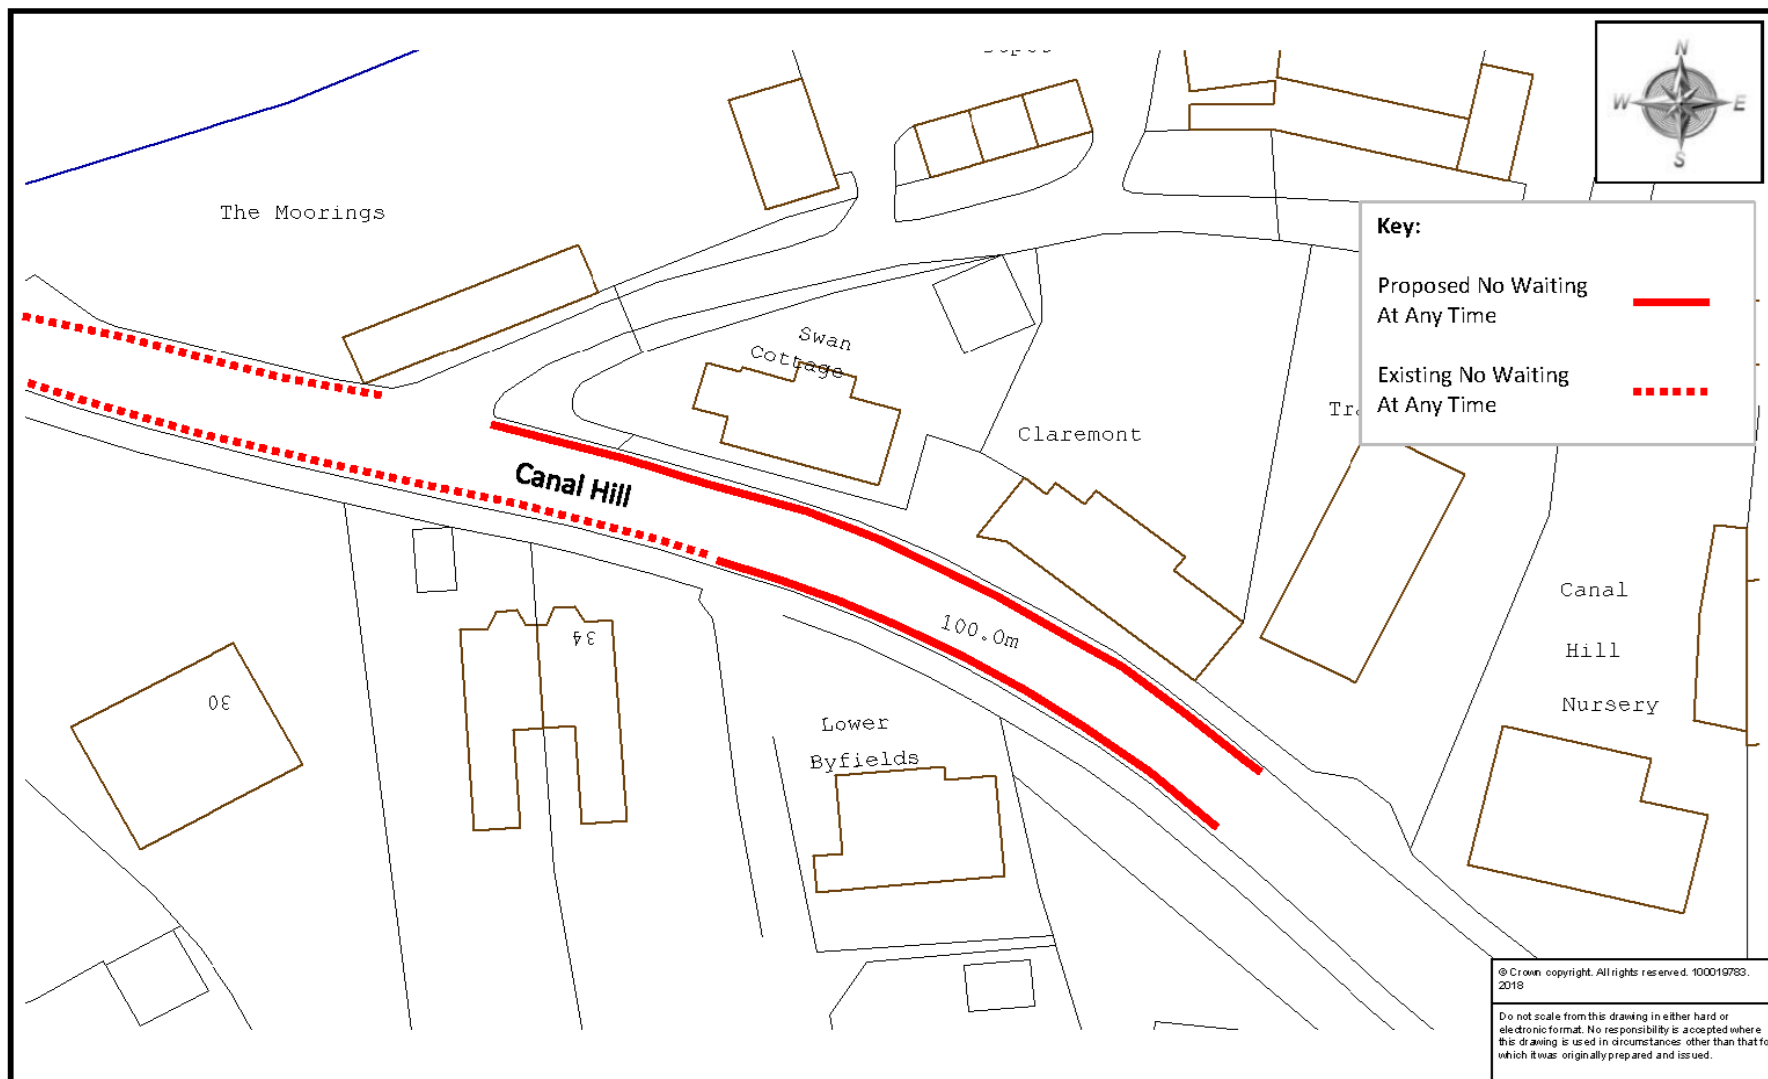 N
W E
S
The Moorings
Key:
Proposed No Waiting
At Any Time
Existing No Waiting
At Any Time
Swan
Cottage
Claremont
Canal Hill
100.0m
34
30
Lower
Byfields
Canal
Hill
Nursery
© Crown copyright. All rights reserved. 100019783.
2018
Do not scale from this drawing in either hard or
electronic format. No responsibility is accepted where
this drawing is used in circumstances other than that fo
which it was originally prepared and issued.